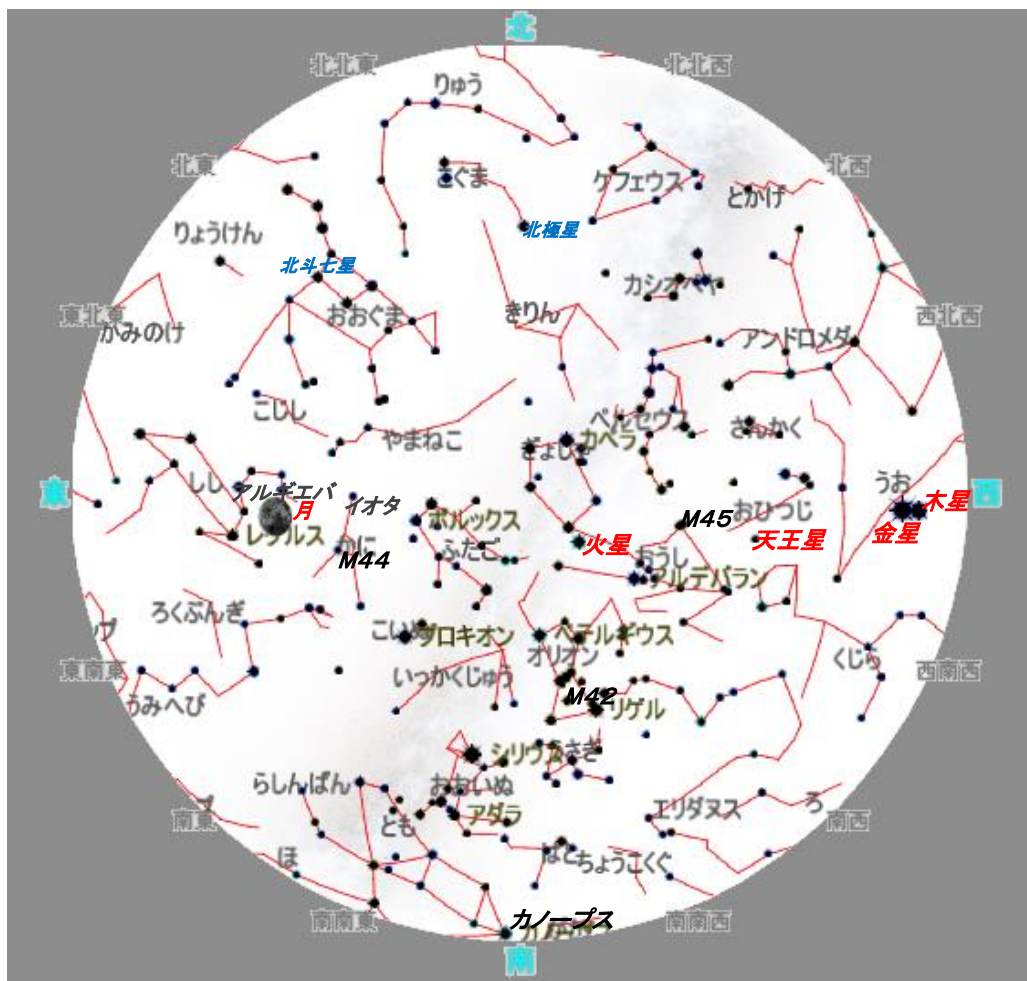 北
北北東
北北西
りゅう
北東
こぐま
ケフェウス
北西
とかげ
りょうけん
北極星
北斗七星
カシオペヤ
東北東
おおぐま
きりん
西北西
かみのけ
アンドロメダ
こじし
ペルセウス
さんかく
やまねこ
カペラ
ぎょしゃ
東
しし
アルギエバ
イオタ
うお
西
月
木星
ポルックス
M45
おひつじ
金星
レグルス
火星
天王星
かに
M44
ふたご
おうし
アルデバラン
ろくぶんぎ
こいぬ
プロキオン
ベテルギウス
オリオン
東南東
くじら
西南西
いっかくじゅう
M42
リゲル
うみへび
シリウス
うさぎ
らしんばん
おおいぬ
南東
とも
アダラ
エリダヌス
ろ
南西
ほ
はと
ちょうこくぐ
南南東
カノープス
南南西
南